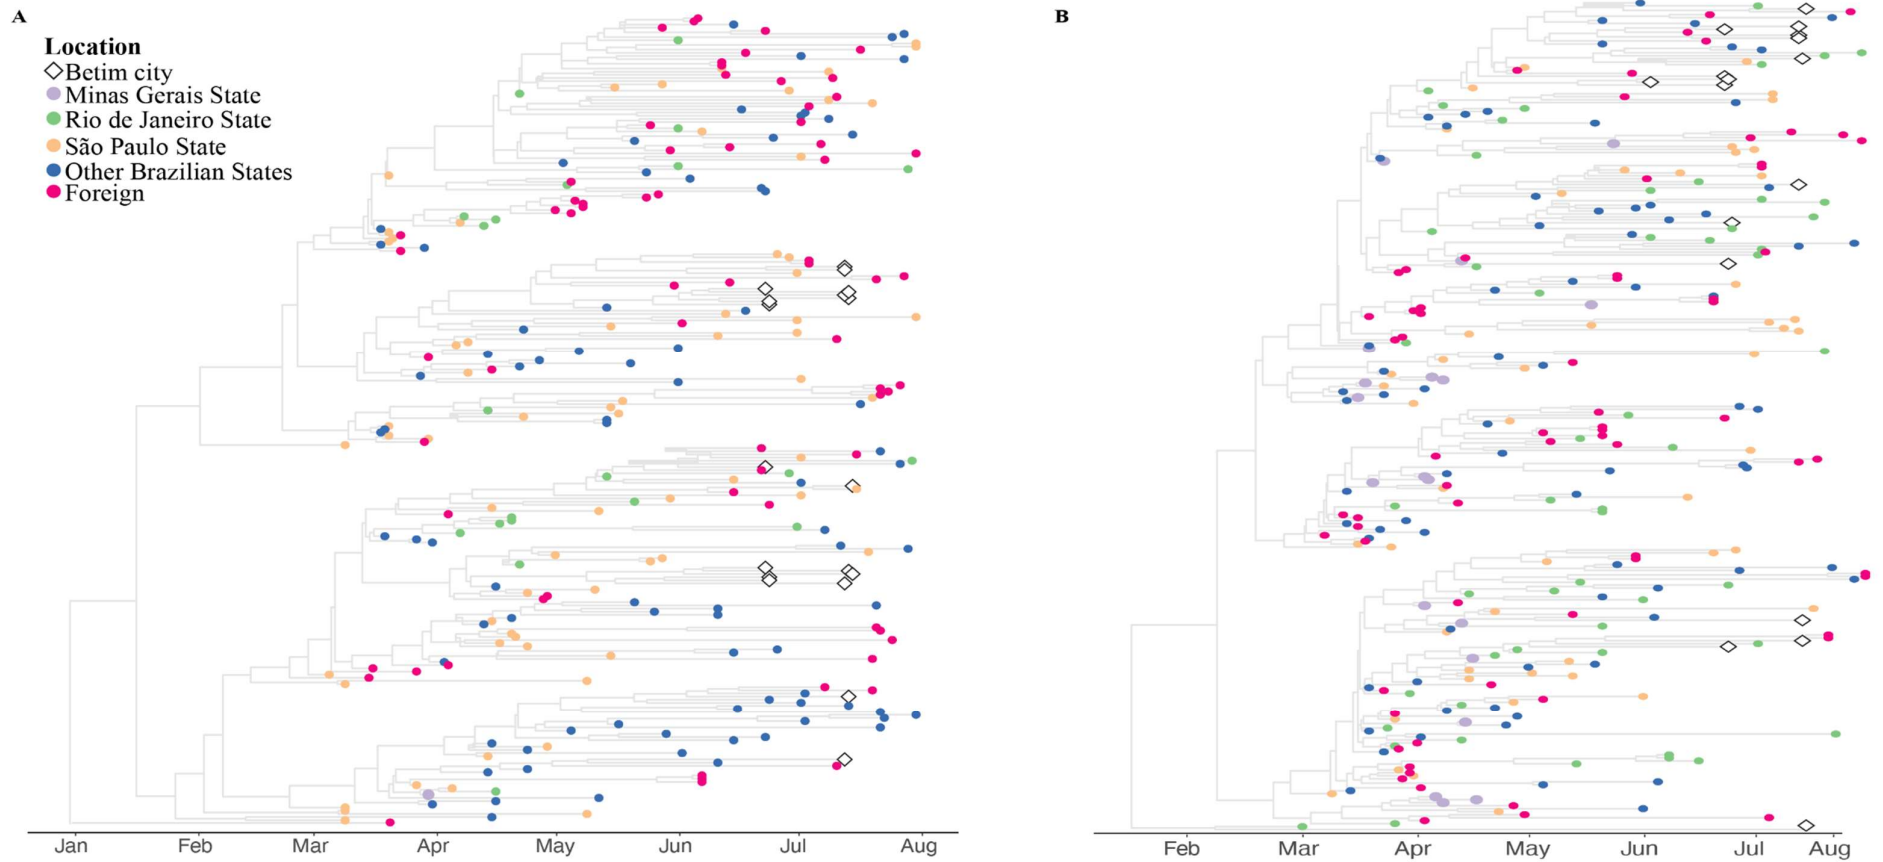 A
B
Location
Betim city
Minas Gerais State
Rio de Janeiro State
São Paulo State
Other Brazilian States
Foreign
Jan Feb Mar Apr May Jun Jul Aug
Feb Mar Apr May Jun Jul Aug